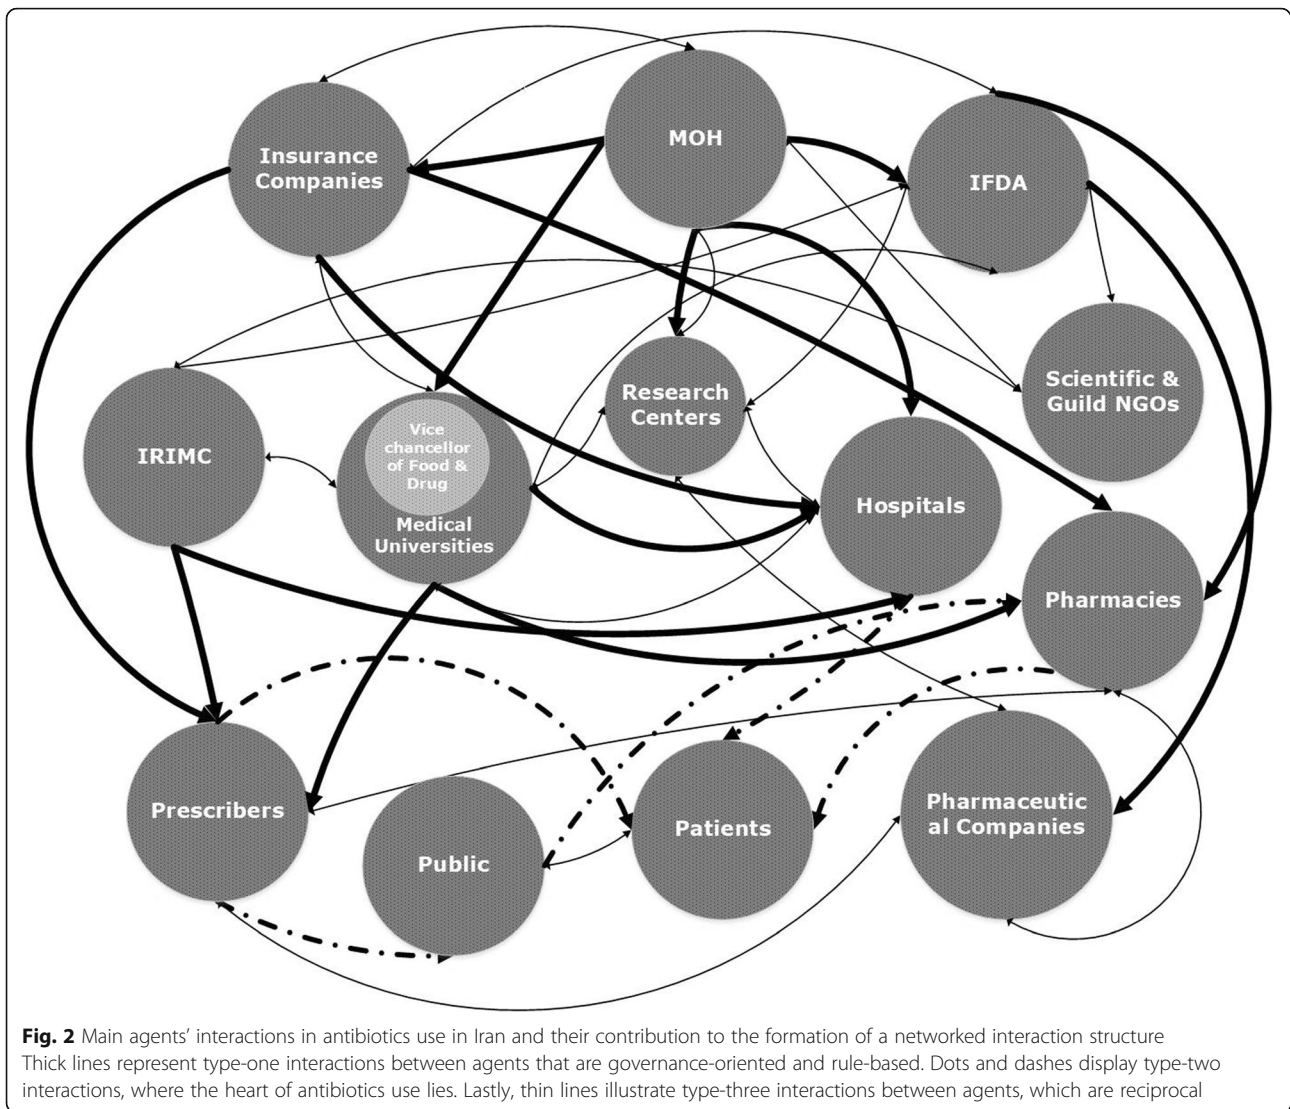 MOH
Insurance
Companies
IFDA
Scientific &
Guild NGOs
Research
Centers
IRIMC
Vice
chancellor
of Food &
Drug
Medical
Universities
Hospitals
Pharmacies
Prescribers
Public
Patients
Pharmaceutic
al Companies
Fig. 2 Main agents’ interactions in antibiotics use in Iran and their contribution to the formation of a networked interaction structure
Thick lines represent type-one interactions between agents that are governance-oriented and rule-based. Dots and dashes display type-two
interactions, where the heart of antibiotics use lies. Lastly, thin lines illustrate type-three interactions between agents, which are reciprocal